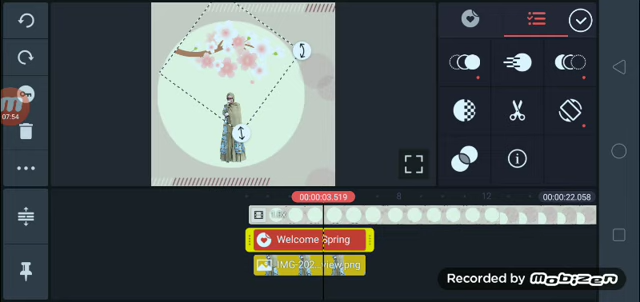 07:54
00:00:03.519
8
12
00:00:22.058
Welcome Spring
IMG-202...view.png
Recorded by mobizen